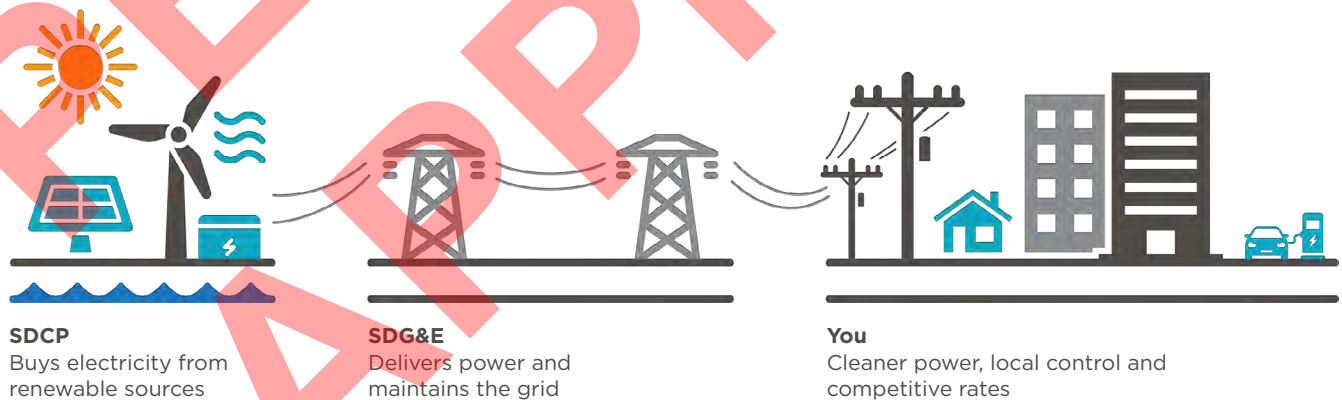 SDCP
Buys electricity from
renewable sources
SDG&E
Delivers power and
maintains the grid
You
Cleaner power, local control and
competitive rates